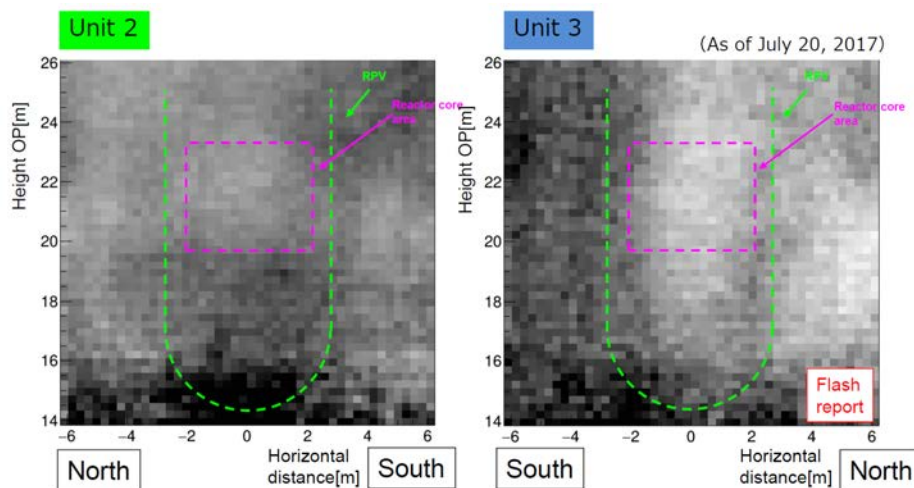 Unit 2
Unit 3
(As of July 20, 2017)
Height OP[m]
26
24
22
20
18
16
14
RPV
Reactor core
area
−6
−4
−2
0
2
4
6
Horizontal
distance[m]
North
South
Height OP[m]
26
24
22
20
18
16
14
RPV
Reactor core
area
Flash
report
−6
−4
−2
0
2
4
6
Horizontal
distance[m]
South
North